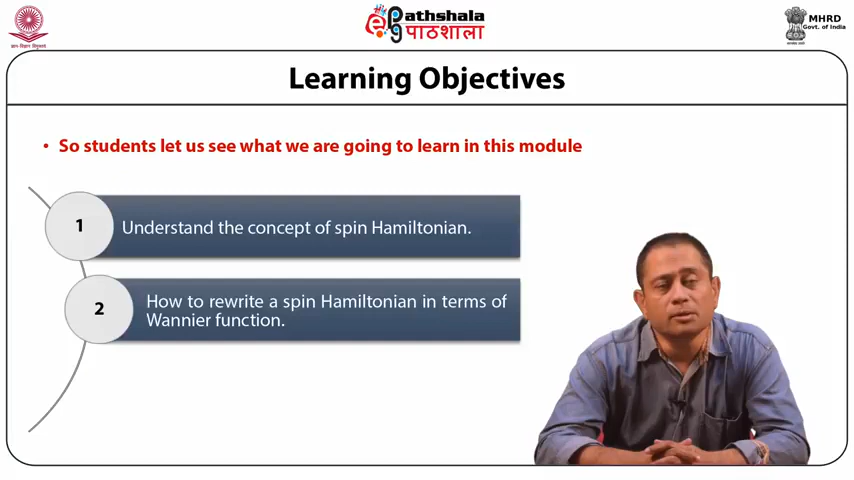 Pathshala
पाठशाला
MHRD
Govt. of India
Learning Objectives
• So students let us see what we are going to learn in this module
1
Understand the concept of spin Hamiltonian.
2
How to rewrite a spin Hamiltonian in terms of
Wannier function.